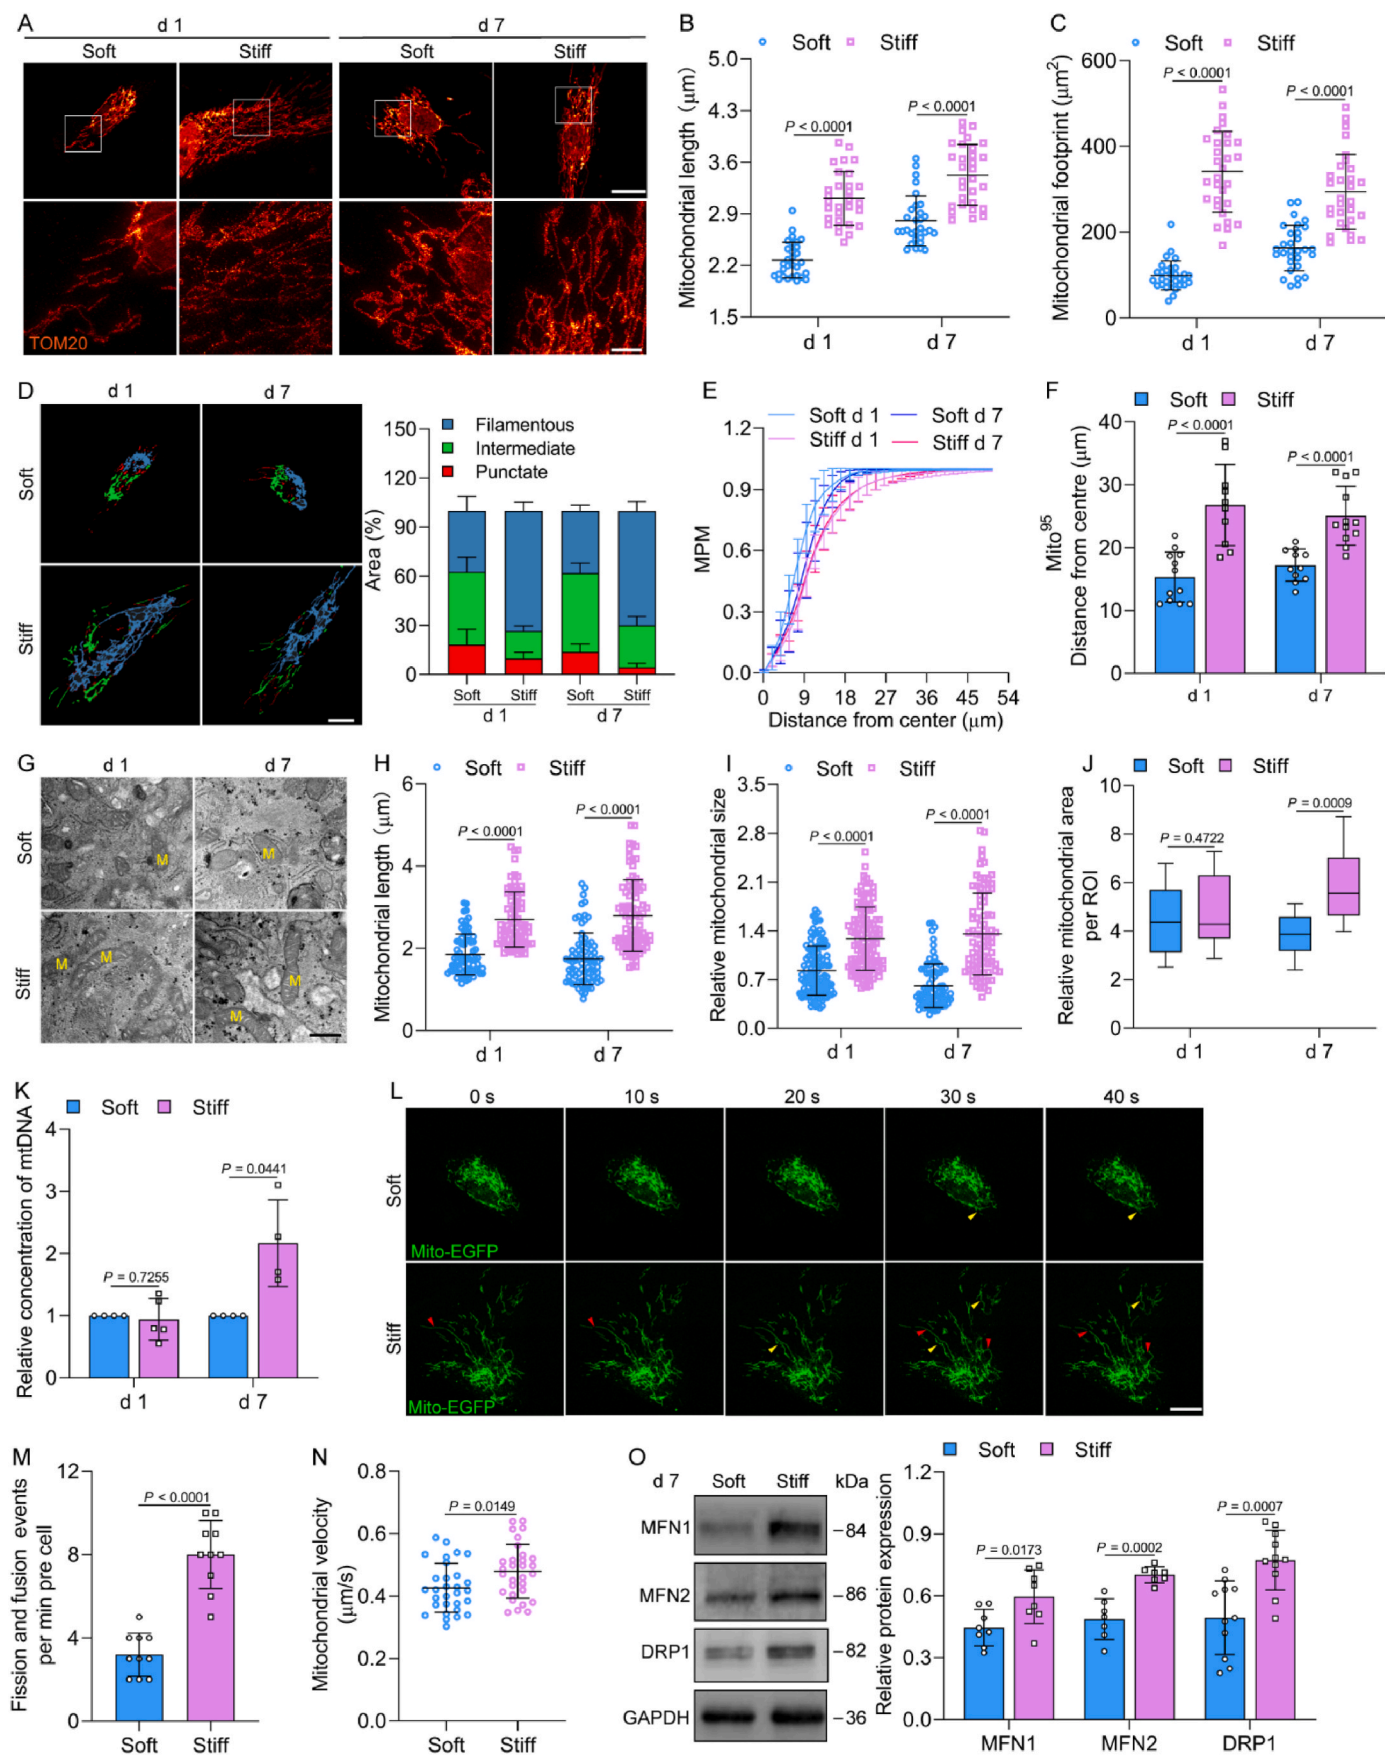 A
d 1
d 7
Soft
Stiff
Soft
Stiff
TOM20
B
Soft
Stiff
Mitochondrial length (μm)
5.0
4.3
3.6
2.9
2.2
1.5
P < 0.0001
P < 0.0001
d 1
d 7
C
Soft
Stiff
Mitochondrial footprint (μm²)
600
400
200
0
P < 0.0001
P < 0.0001
d 1
d 7
D
d 1
d 7
Soft
Stiff
Filamentous
Intermediate
Punctate
Area (%)
150
120
90
60
30
0
Soft
Stiff
Soft
Stiff
d 1
d 7
E
Soft d 1
Soft d 7
Stiff d 1
Stiff d 7
MPM
1.2
0.9
0.6
0.3
0.0
0 9 18 27 36 45 54
Distance from center (μm)
F
Soft
Stiff
Mito⁹⁵
Distance from centre (μm)
40
30
20
10
0
P < 0.0001
P < 0.0001
d 1
d 7
G
d 1
d 7
Soft
Stiff
M
M
M
M
M
M
H
Soft
Stiff
Mitochondrial length (μm)
6
4
2
0
P < 0.0001
P < 0.0001
d 1
d 7
I
Soft
Stiff
Relative mitochondrial size
3.5
2.8
2.1
1.4
0.7
0.0
P < 0.0001
P < 0.0001
d 1
d 7
J
Soft
Stiff
Relative mitochondrial area
per ROI
10
8
6
4
2
0
P = 0.4722
P = 0.0009
d 1
d 7
K
Soft
Stiff
Relative concentration of mtDNA
4
3
2
1
0
P = 0.7255
P = 0.0441
d 1
d 7
L
0 s
10 s
20 s
30 s
40 s
Soft
Mito-EGFP
Stiff
Mito-EGFP
M
Fission and fusion events
per min pre cell
12
8
4
0
P < 0.0001
Soft
Stiff
N
Mitochondrial velocity
(μm/s)
0.8
0.6
0.4
0.2
0.0
P = 0.0149
Soft
Stiff
O
d 7
Soft
Stiff
kDa
MFN1
84
MFN2
86
DRP1
82
GAPDH
36
Soft
Stiff
Relative protein expression
1.2
0.9
0.6
0.3
0.0
P = 0.0173
P = 0.0002
P = 0.0007
MFN1
MFN2
DRP1